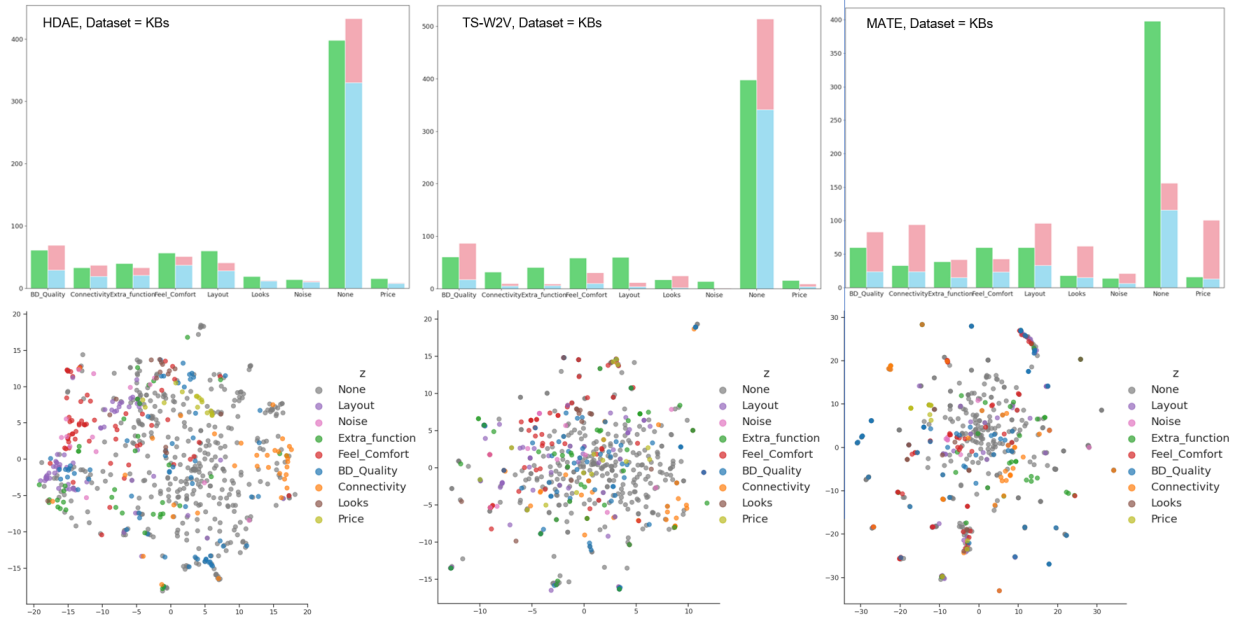 HDAE, Dataset = KBs
400
300
200
100
0
BD_Quality Connectivity Extra_function Feel_Comfort Layout Looks Noise None Price
TS-W2V, Dataset = KBs
500
400
300
200
100
0
BD_Quality Connectivity Extra_function Feel_Comfort Layout Looks Noise None Price
MATE, Dataset = KBs
400
350
300
250
200
150
100
50
0
BD_Quality Connectivity Extra_function Feel_Comfort Layout Looks Noise None Price
20
15
10
5
0
−5
−10
−15
−20 −15 −10 −5 0 5 10 15 20
z
None
Layout
Noise
Extra_function
Feel_Comfort
BD_Quality
Connectivity
Looks
Price
20
15
10
5
0
−5
−10
−15
−10 −5 0 5 10
z
None
Layout
Noise
Extra_function
Feel_Comfort
BD_Quality
Connectivity
Looks
Price
30
20
10
0
−10
−20
−30
−30 −20 −10 0 10 20 30
z
None
Layout
Noise
Extra_function
Feel_Comfort
BD_Quality
Connectivity
Looks
Price